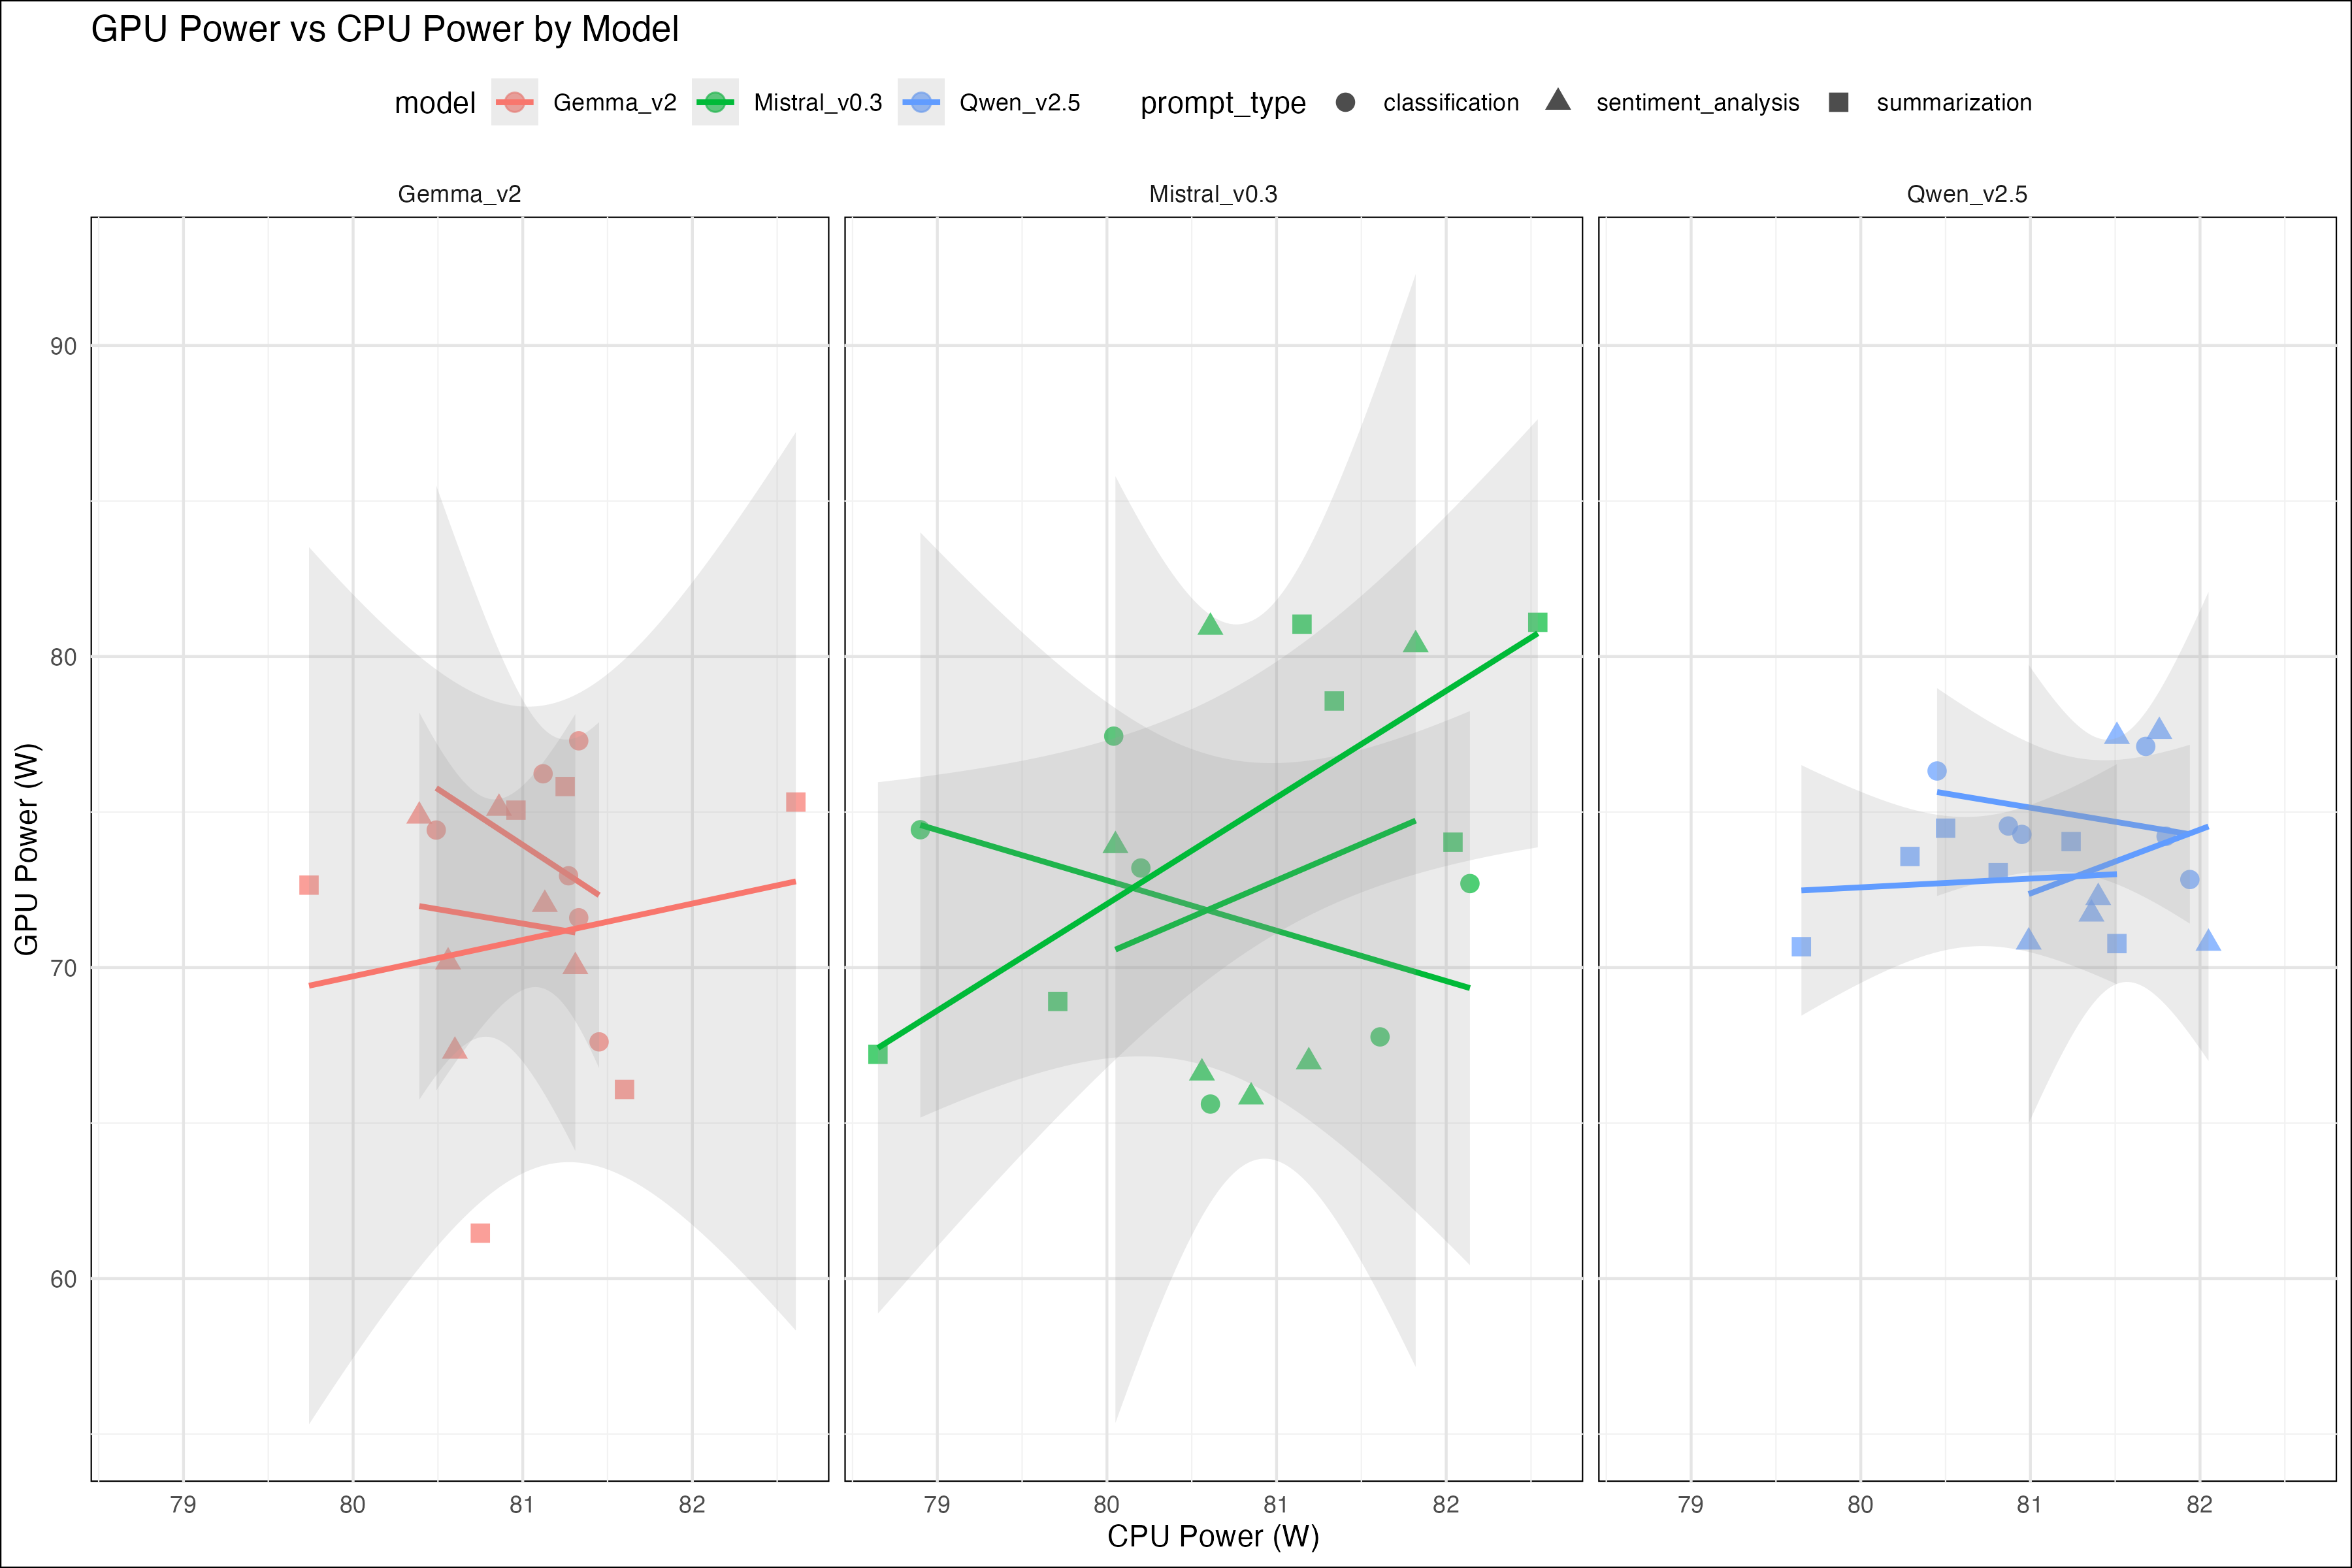 GPU Power vs CPU Power by Model
model Gemma_v2 Mistral_v0.3 Qwen_v2.5 prompt_type classification sentiment_analysis summarization
Gemma_v2 Mistral_v0.3 Qwen_v2.5
GPU Power (W)
90
80
70
60
79 80 81 82 79 80 81 82 79 80 81 82
CPU Power (W)